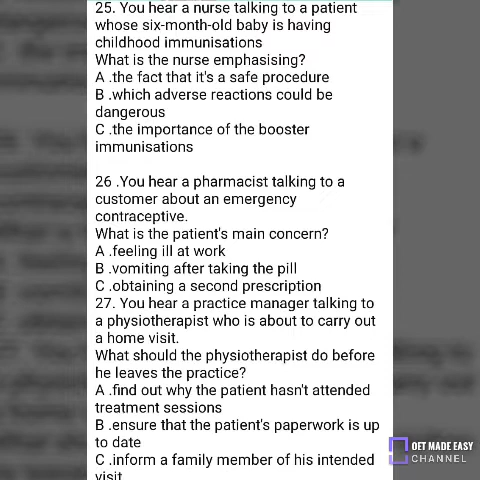 25. You hear a nurse talking to a patient
whose six-month-old baby is having
childhood immunisations
What is the nurse emphasising?
A .the fact that it's a safe procedure
B .which adverse reactions could be
dangerous
C .the importance of the booster
immunisations
26 .You hear a pharmacist talking to a
customer about an emergency
contraceptive.
What is the patient's main concern?
A .feeling ill at work
B .vomiting after taking the pill
C .obtaining a second prescription
27. You hear a practice manager talking to
a physiotherapist who is about to carry out
a home visit.
What should the physiotherapist do before
he leaves the practice?
A .find out why the patient hasn't attended
treatment sessions
B .ensure that the patient's paperwork is up
to date
C .inform a family member of his intended
visit
OET MADE EASY
CHANNEL